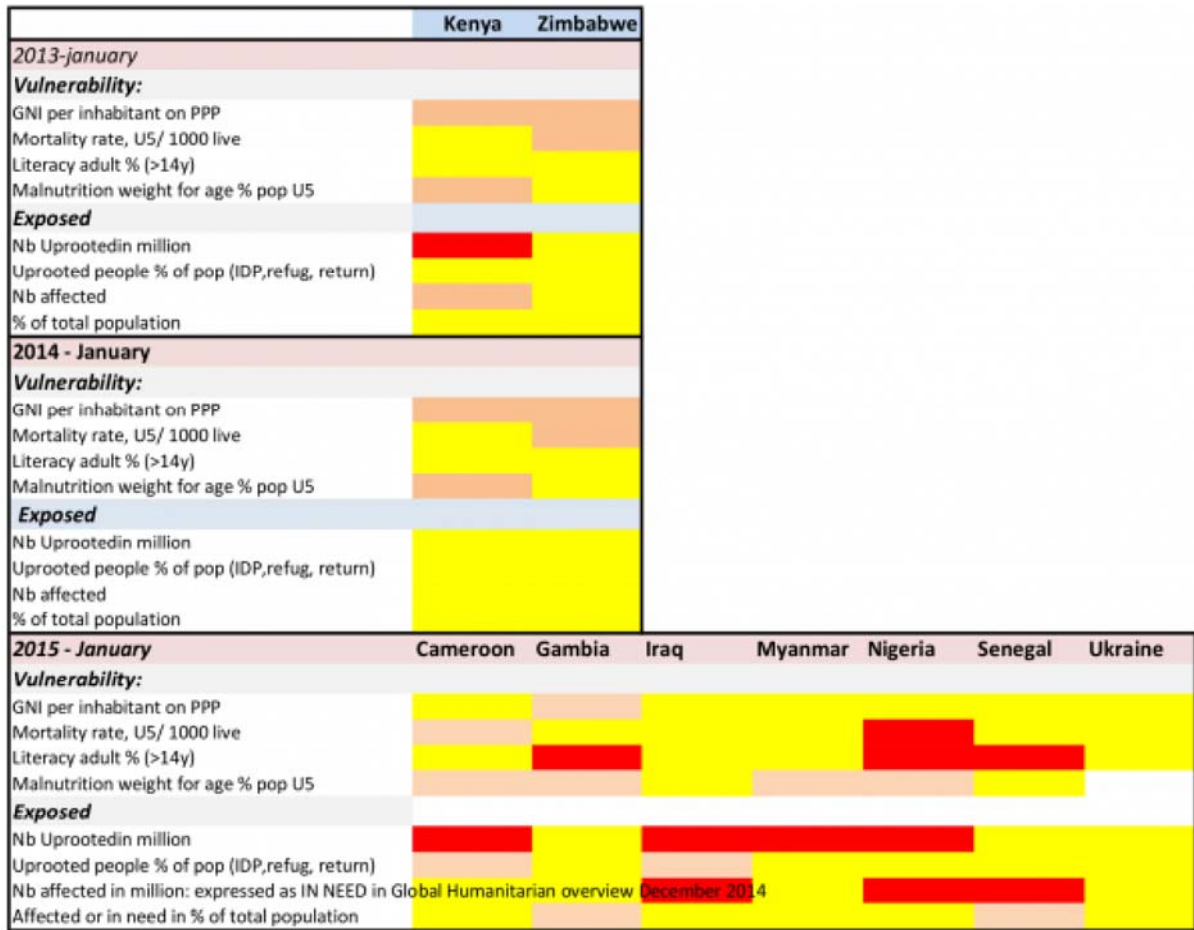 Kenya Zimbabwe
2013-january
Vulnerability:
GNI per inhabitant on PPP
Mortality rate, U5/ 1000 live
Literacy adult % (>14y)
Malnutrition weight for age % pop U5
Exposed
Nb Uprootedin million
Uprooted people % of pop (IDP,refug, return)
Nb affected
% of total population
2014 - January
Vulnerability:
GNI per inhabitant on PPP
Mortality rate, U5/ 1000 live
Literacy adult % (>14y)
Malnutrition weight for age % pop U5
Exposed
Nb Uprootedin million
Uprooted people % of pop (IDP,refug, return)
Nb affected
% of total population
2015 - January Cameroon Gambia Iraq Myanmar Nigeria Senegal Ukraine
Vulnerability:
GNI per inhabitant on PPP
Mortality rate, U5/ 1000 live
Literacy adult % (>14y)
Malnutrition weight for age % pop U5
Exposed
Nb Uprootedin million
Uprooted people % of pop (IDP,refug, return)
Nb affected in million: expressed as IN NEED in Global Humanitarian overview December 2014
Affected or in need in % of total population